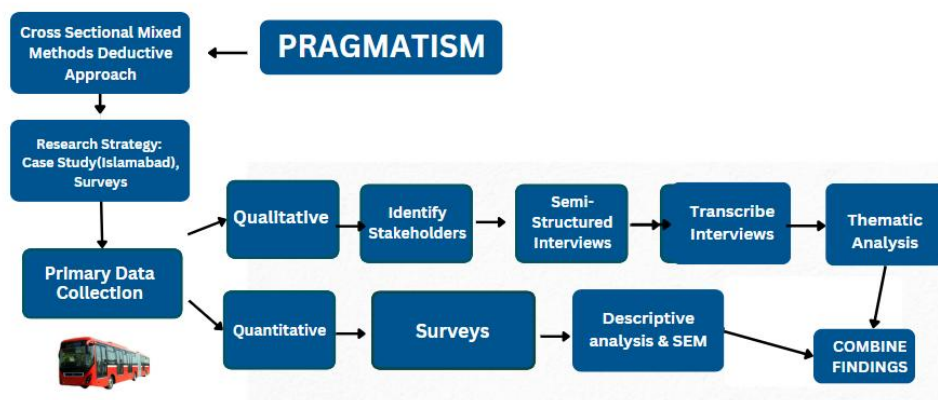 PRAGMATISM
Cross Sectional Mixed
Methods Deductive
Approach
Research Strategy:
Case Study(Islamabad),
Surveys
Primary Data
Collection
Qualitative
Identify
Stakeholders
Semi-
Structured
Interviews
Transcribe
Interviews
Thematic
Analysis
Quantitative
Surveys
Descriptive
analysis & SEM
COMBINE
FINDINGS